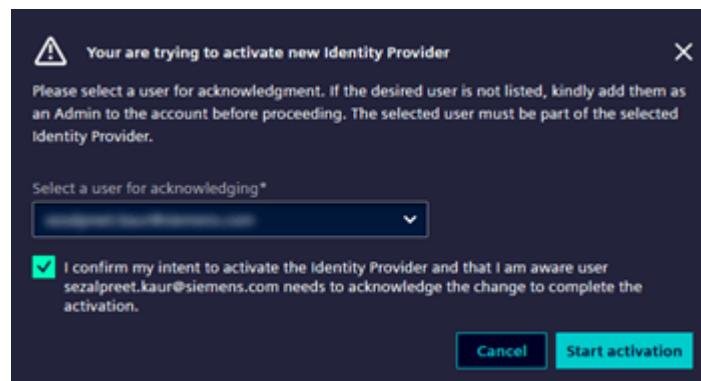 Your are trying to activate new Identity Provider
Please select a user for acknowledgment. If the desired user is not listed, kindly add them as
an Admin to the account before proceeding. The selected user must be part of the selected
Identity Provider.
Select a user for acknowledging*
I confirm my intent to activate the Identity Provider and that I am aware user
sezalpreet.kaur@siemens.com needs to acknowledge the change to complete the
activation.
Cancel
Start activation